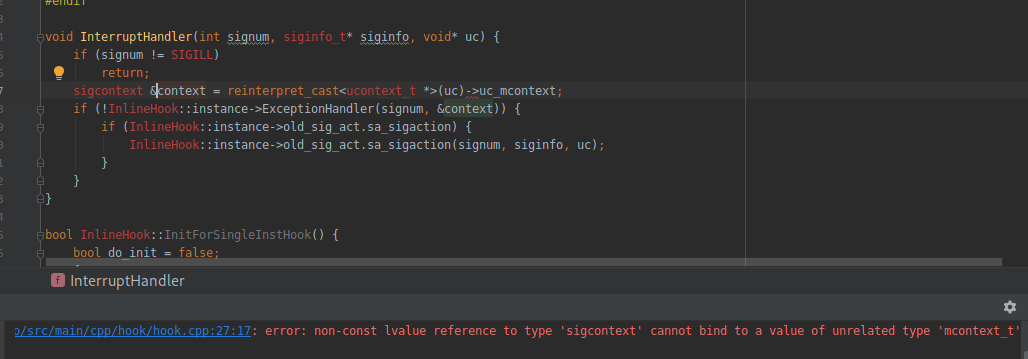 #endif
void InterruptHandler(int signum, siginfo_t* siginfo, void* uc) {
if (signum != SIGILL)
return;
sigcontext &context = reinterpret_cast<ucontext_t *>(uc)->uc_mcontext;
if (!InlineHook::instance->ExceptionHandler(signum, &context)) {
if (InlineHook::instance->old_sig_act.sa_sigaction) {
InlineHook::instance->old_sig_act.sa_sigaction(signum, siginfo, uc);
}
}
}
bool InlineHook::InitForSingleInstHook() {
bool do_init = false;
f InterruptHandler
p/src/main/cpp/hook/hook.cpp:27:17: error: non-const lvalue reference to type 'sigcontext' cannot bind to a value of unrelated type 'mcontext_t'